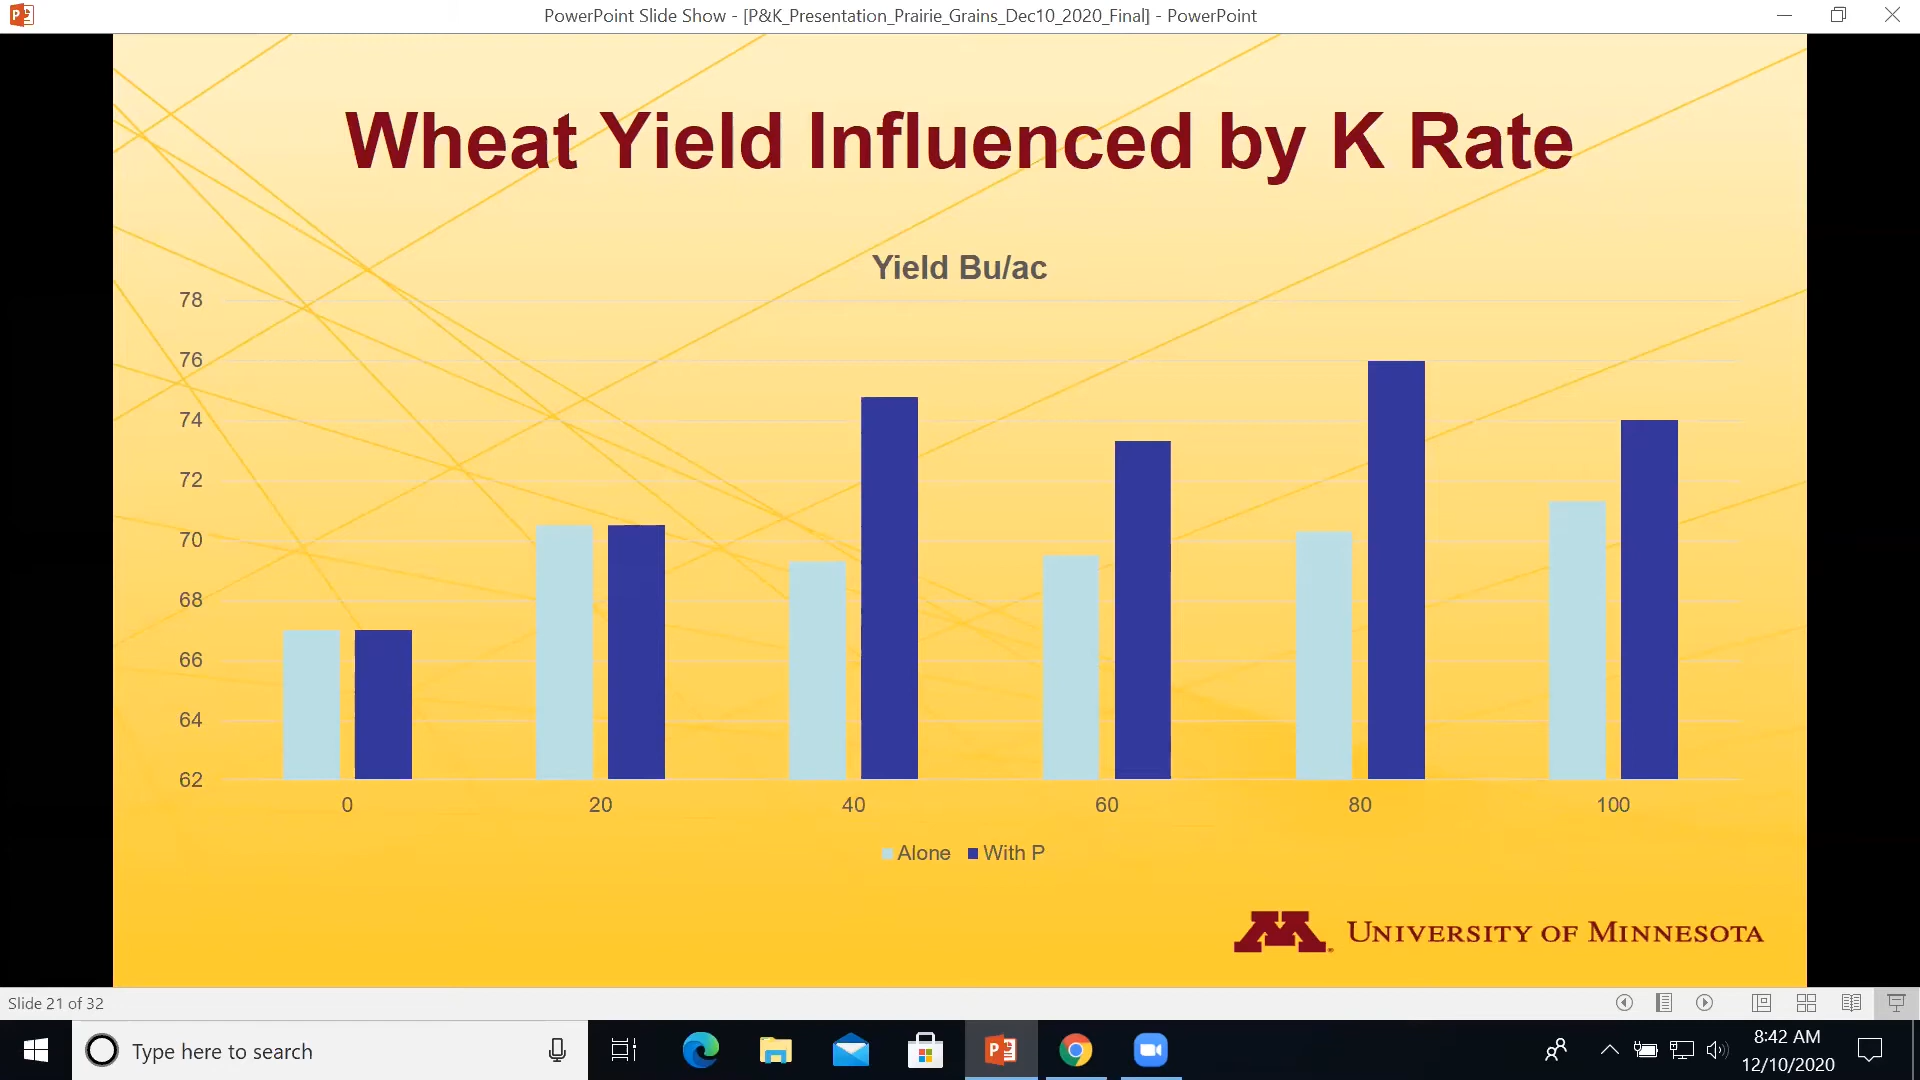 PowerPoint Slide Show - [P&K_Presentation_Prairie_Grains_Dec10_2020_Final] - PowerPoint
Wheat Yield Influenced by K Rate
Yield Bu/ac
78
76
74
72
70
68
66
64
62
0 20 40 60 80 100
Alone With P
UNIVERSITY OF MINNESOTA
Slide 21 of 32
Type here to search
8:42 AM
12/10/2020